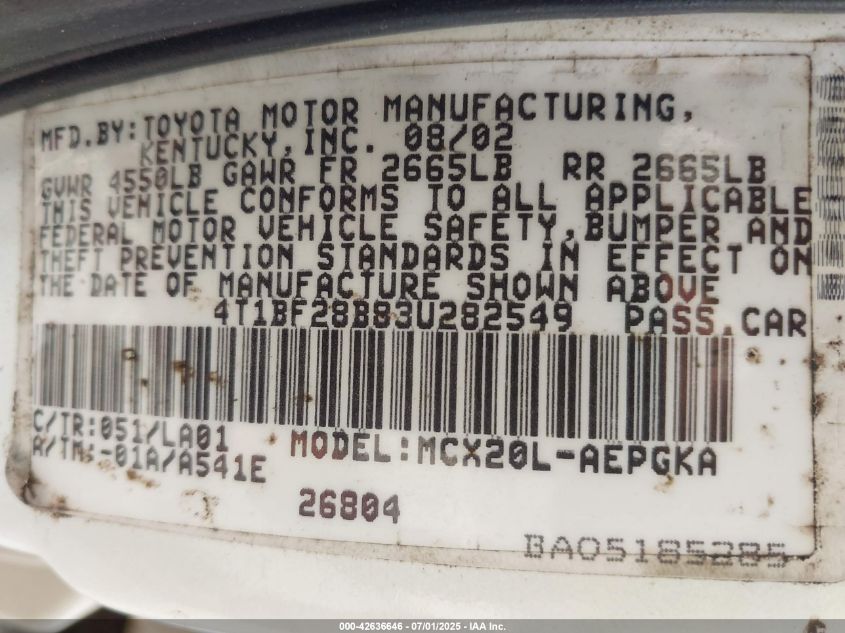 MFD.BY:TOYOTA MOTOR MANUFACTURING,
KENTUCKY,INC. 08/02
GVWR 4550LB GAWR FR 2665LB RR 2665LB
THIS VEHICLE CONFORMS TO ALL APPLICABLE
FEDERAL MOTOR VEHICLE SAFETY,BUMPER AND
THEFT PREVENTION STANDARDS IN EFFECT ON
THE DATE OF MANUFACTURE SHOWN ABOVE
4T1BF28B83U282549 PASS.CAR
C/TR:051/LA01
A/TM:-01A/A541E
MODEL:MCX20L-AEPGKA
26804
BA05185285
000-42636646 / 07/01/2025 - IAA Inc.